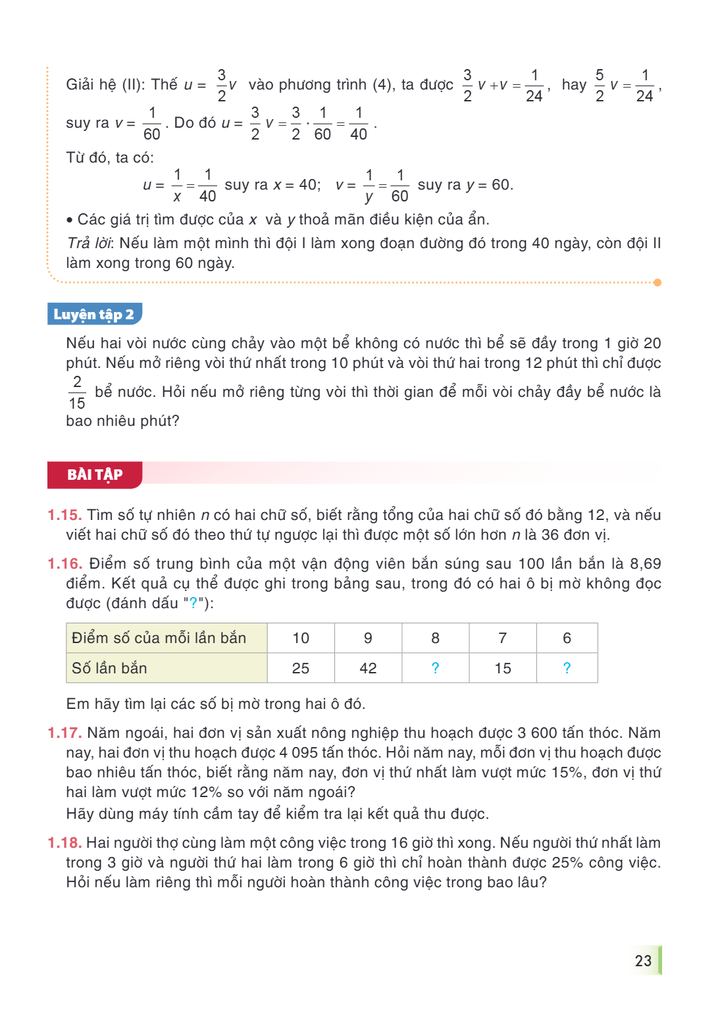 Giải hệ (II): Thế u = 3/2 v vào phương trình (4), ta được 3/2 v + v = 1/24, hay 5/2 v = 1/24,
suy ra v = 1/60. Do đó u = 3/2 v = 3/2 · 1/60 = 1/40.
Từ đó, ta có:
u = 1/x = 1/40 suy ra x = 40; v = 1/y = 1/60 suy ra y = 60.
• Các giá trị tìm được của x và y thoả mãn điều kiện của ẩn.
Trả lời: Nếu làm một mình thì đội I làm xong đoạn đường đó trong 40 ngày, còn đội II
làm xong trong 60 ngày.
Luyện tập 2
Nếu hai vòi nước cùng chảy vào một bể không có nước thì bể sẽ đầy trong 1 giờ 20
phút. Nếu mở riêng vòi thứ nhất trong 10 phút và vòi thứ hai trong 12 phút thì chỉ được
2/15 bể nước. Hỏi nếu mở riêng từng vòi thì thời gian để mỗi vòi chảy đầy bể nước là
bao nhiêu phút?
BÀI TẬP
1.15. Tìm số tự nhiên n có hai chữ số, biết rằng tổng của hai chữ số đó bằng 12, và nếu
viết hai chữ số đó theo thứ tự ngược lại thì được một số lớn hơn n là 36 đơn vị.
1.16. Điểm số trung bình của một vận động viên bắn súng sau 100 lần bắn là 8,69
điểm. Kết quả cụ thể được ghi trong bảng sau, trong đó có hai ô bị mờ không đọc
được (đánh dấu "?"):
Điểm số của mỗi lần bắn 10 9 8 7 6
Số lần bắn 25 42 ? 15 ?
Em hãy tìm lại các số bị mờ trong hai ô đó.
1.17. Năm ngoái, hai đơn vị sản xuất nông nghiệp thu hoạch được 3 600 tấn thóc. Năm
nay, hai đơn vị thu hoạch được 4 095 tấn thóc. Hỏi năm nay, mỗi đơn vị thu hoạch được
bao nhiêu tấn thóc, biết rằng năm nay, đơn vị thứ nhất làm vượt mức 15%, đơn vị thứ
hai làm vượt mức 12% so với năm ngoái?
Hãy dùng máy tính cầm tay để kiểm tra lại kết quả thu được.
1.18. Hai người thợ cùng làm một công việc trong 16 giờ thì xong. Nếu người thứ nhất làm
trong 3 giờ và người thứ hai làm trong 6 giờ thì chỉ hoàn thành được 25% công việc.
Hỏi nếu làm riêng thì mỗi người hoàn thành công việc trong bao lâu?
23